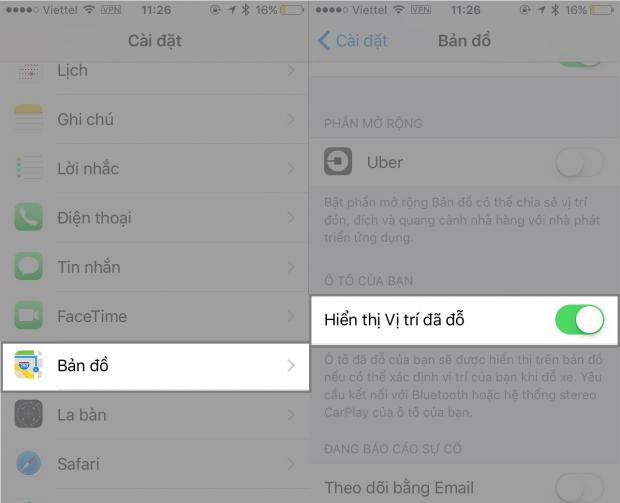 Viettel VPN 11:26 16%
Cài đặt
Lịch
Ghi chú
Lời nhắc
Điện thoại
Tin nhắn
FaceTime
Bản đồ
La bàn
Safari
Viettel VPN 11:26 16%
Cài đặt Bản đồ
PHẦN MỞ RỘNG
Uber
Bật phần mở rộng Bản đồ có thể chia sẻ vị trí
đón, đích và quang cảnh nhà hàng với nhà phát
triển ứng dụng.
Ô TÔ CỦA BẠN
Hiển thị Vị trí đã đỗ
Ô tô đã đỗ của bạn sẽ được hiển thị trên bản đồ
nếu có thể xác định vị trí của bạn khi đỗ xe. Yêu
cầu kết nối với Bluetooth hoặc hệ thống stereo
CarPlay của ô tô của bạn.
ĐANG BÁO CÁO SỰ CỐ
Theo dõi bằng Email